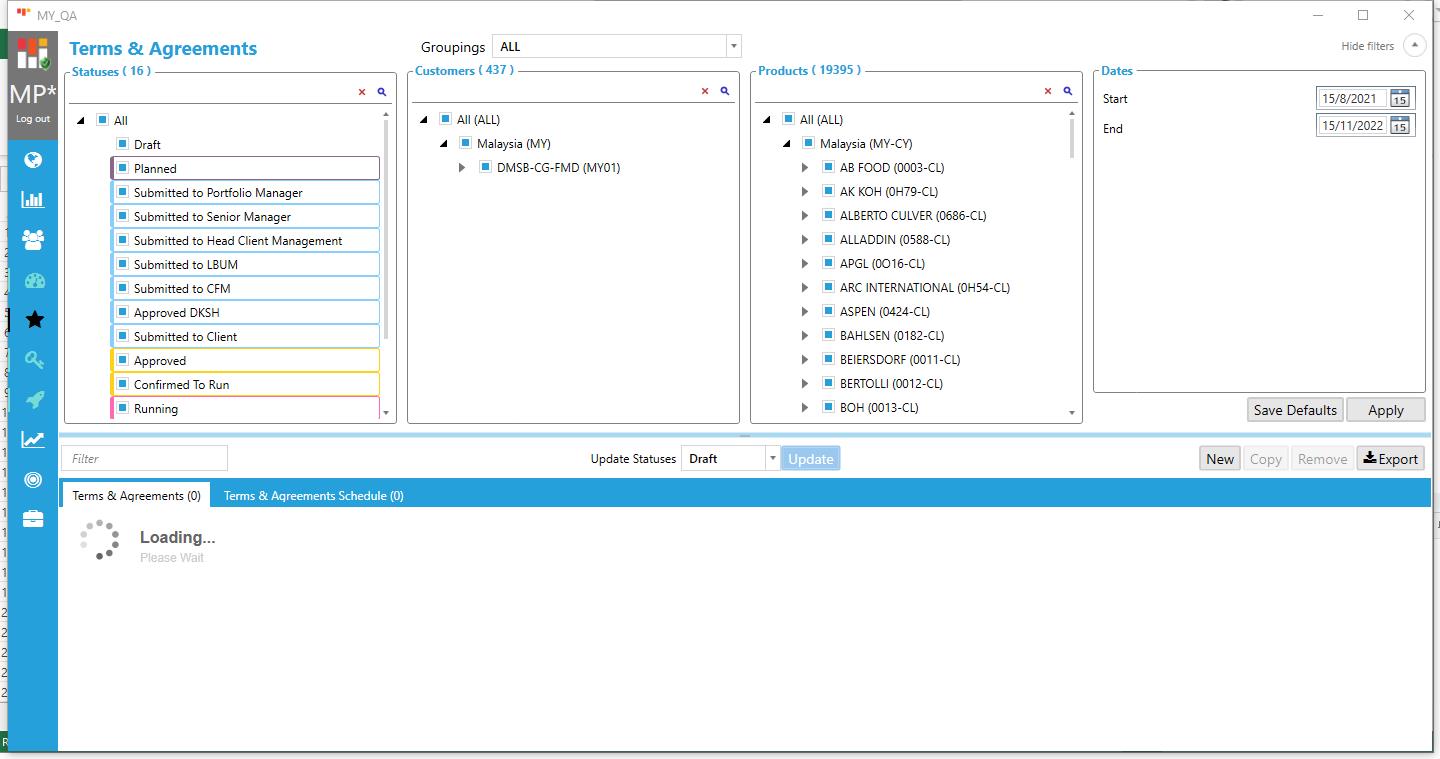 MY_QA
MP*
Log out
Terms & Agreements
Groupings
ALL
Hide filters
Statuses ( 16 )
All
Draft
Planned
Submitted to Portfolio Manager
Submitted to Senior Manager
Submitted to Head Client Management
Submitted to LBUM
Submitted to CFM
Approved DKSH
Submitted to Client
Approved
Confirmed To Run
Running
Customers ( 437 )
All (ALL)
Malaysia (MY)
DMSB-CG-FMD (MY01)
Products ( 19395 )
All (ALL)
Malaysia (MY-CY)
AB FOOD (0003-CL)
AK KOH (0H79-CL)
ALBERTO CULVER (0686-CL)
ALLADDIN (0588-CL)
APGL (0O16-CL)
ARC INTERNATIONAL (0H54-CL)
ASPEN (0424-CL)
BAHLSEN (0182-CL)
BEIERSDORF (0011-CL)
BERTOLLI (0012-CL)
BOH (0013-CL)
Dates
Start
15/8/2021
15
End
15/11/2022
15
Save Defaults
Apply
Filter
Update Statuses
Draft
Update
New
Copy
Remove
Export
Terms & Agreements (0)
Terms & Agreements Schedule (0)
Loading...
Please Wait